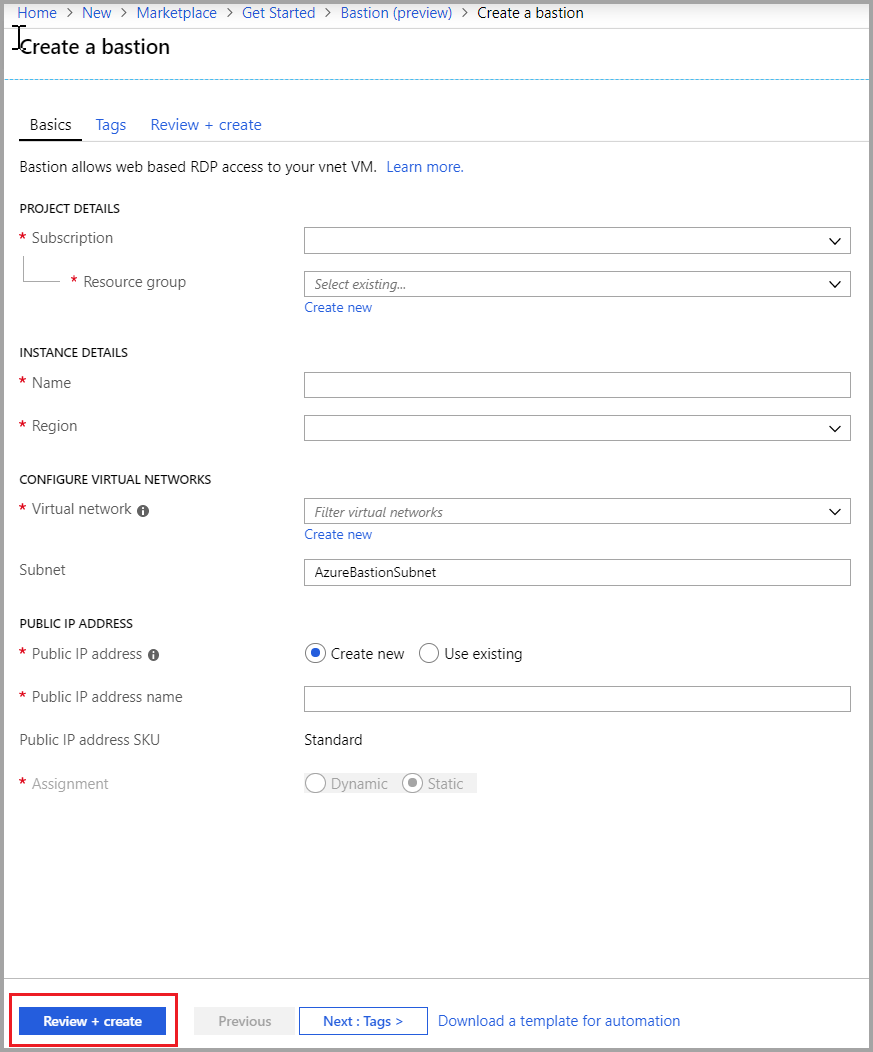 Home > New > Marketplace > Get Started > Bastion (preview) > Create a bastion
Create a bastion
Basics Tags Review + create
Bastion allows web based RDP access to your vnet VM. Learn more.
PROJECT DETAILS
* Subscription
* Resource group Select existing...
Create new
INSTANCE DETAILS
* Name
* Region
CONFIGURE VIRTUAL NETWORKS
* Virtual network Filter virtual networks
Create new
Subnet AzureBastionSubnet
PUBLIC IP ADDRESS
* Public IP address Create new Use existing
* Public IP address name
Public IP address SKU Standard
* Assignment Dynamic Static
Review + create Previous Next : Tags > Download a template for automation